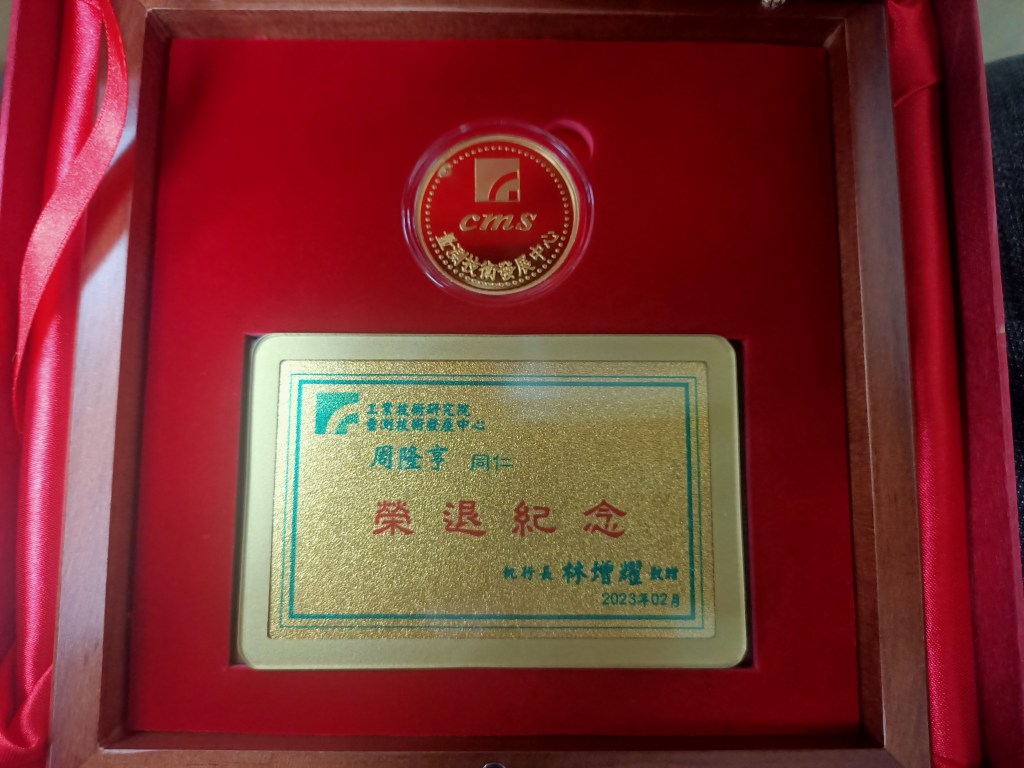 cms
量測技術發展中心
工業技術研究院
量測技術發展中心
周隆亨 同仁
榮退紀念
執行長 林增耀 敬贈
2023年02月